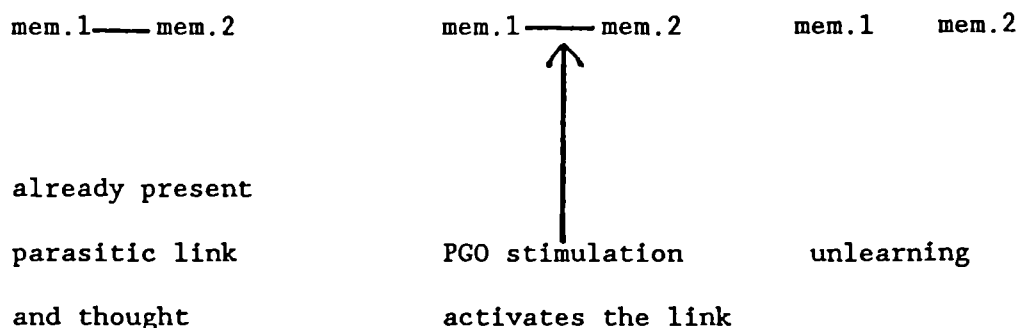 mem.1 mem.2 mem.1 mem.2 mem.1 mem.2
already present
parasitic link PGO stimulation unlearning
and thought activates the link